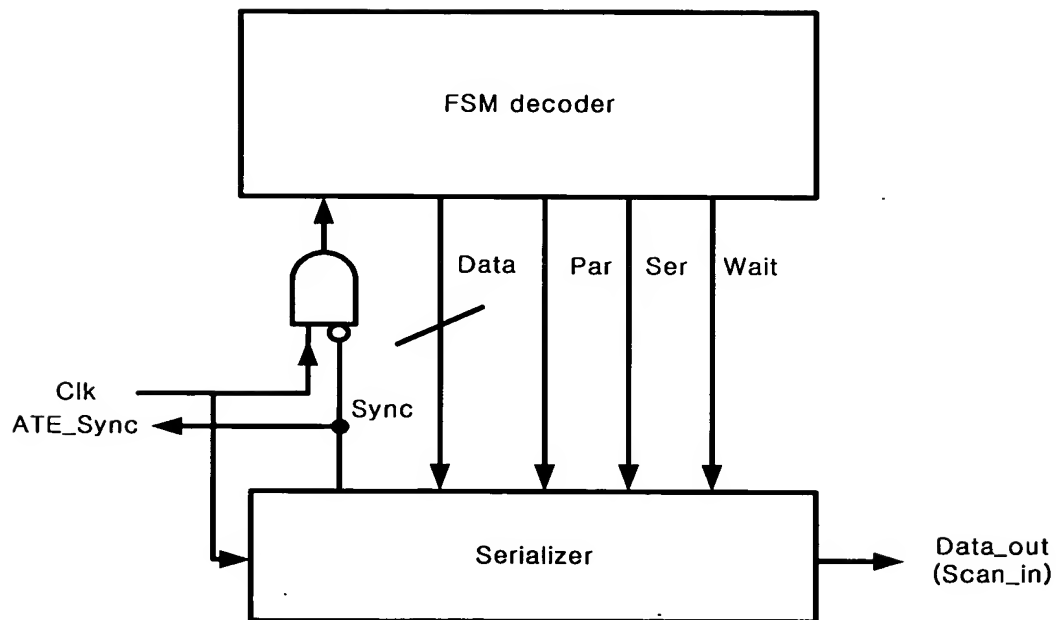 FSM decoder
Data
Par
Ser
Wait
Clk
ATE_Sync
Sync
Serializer
Data_out
(Scan_in)